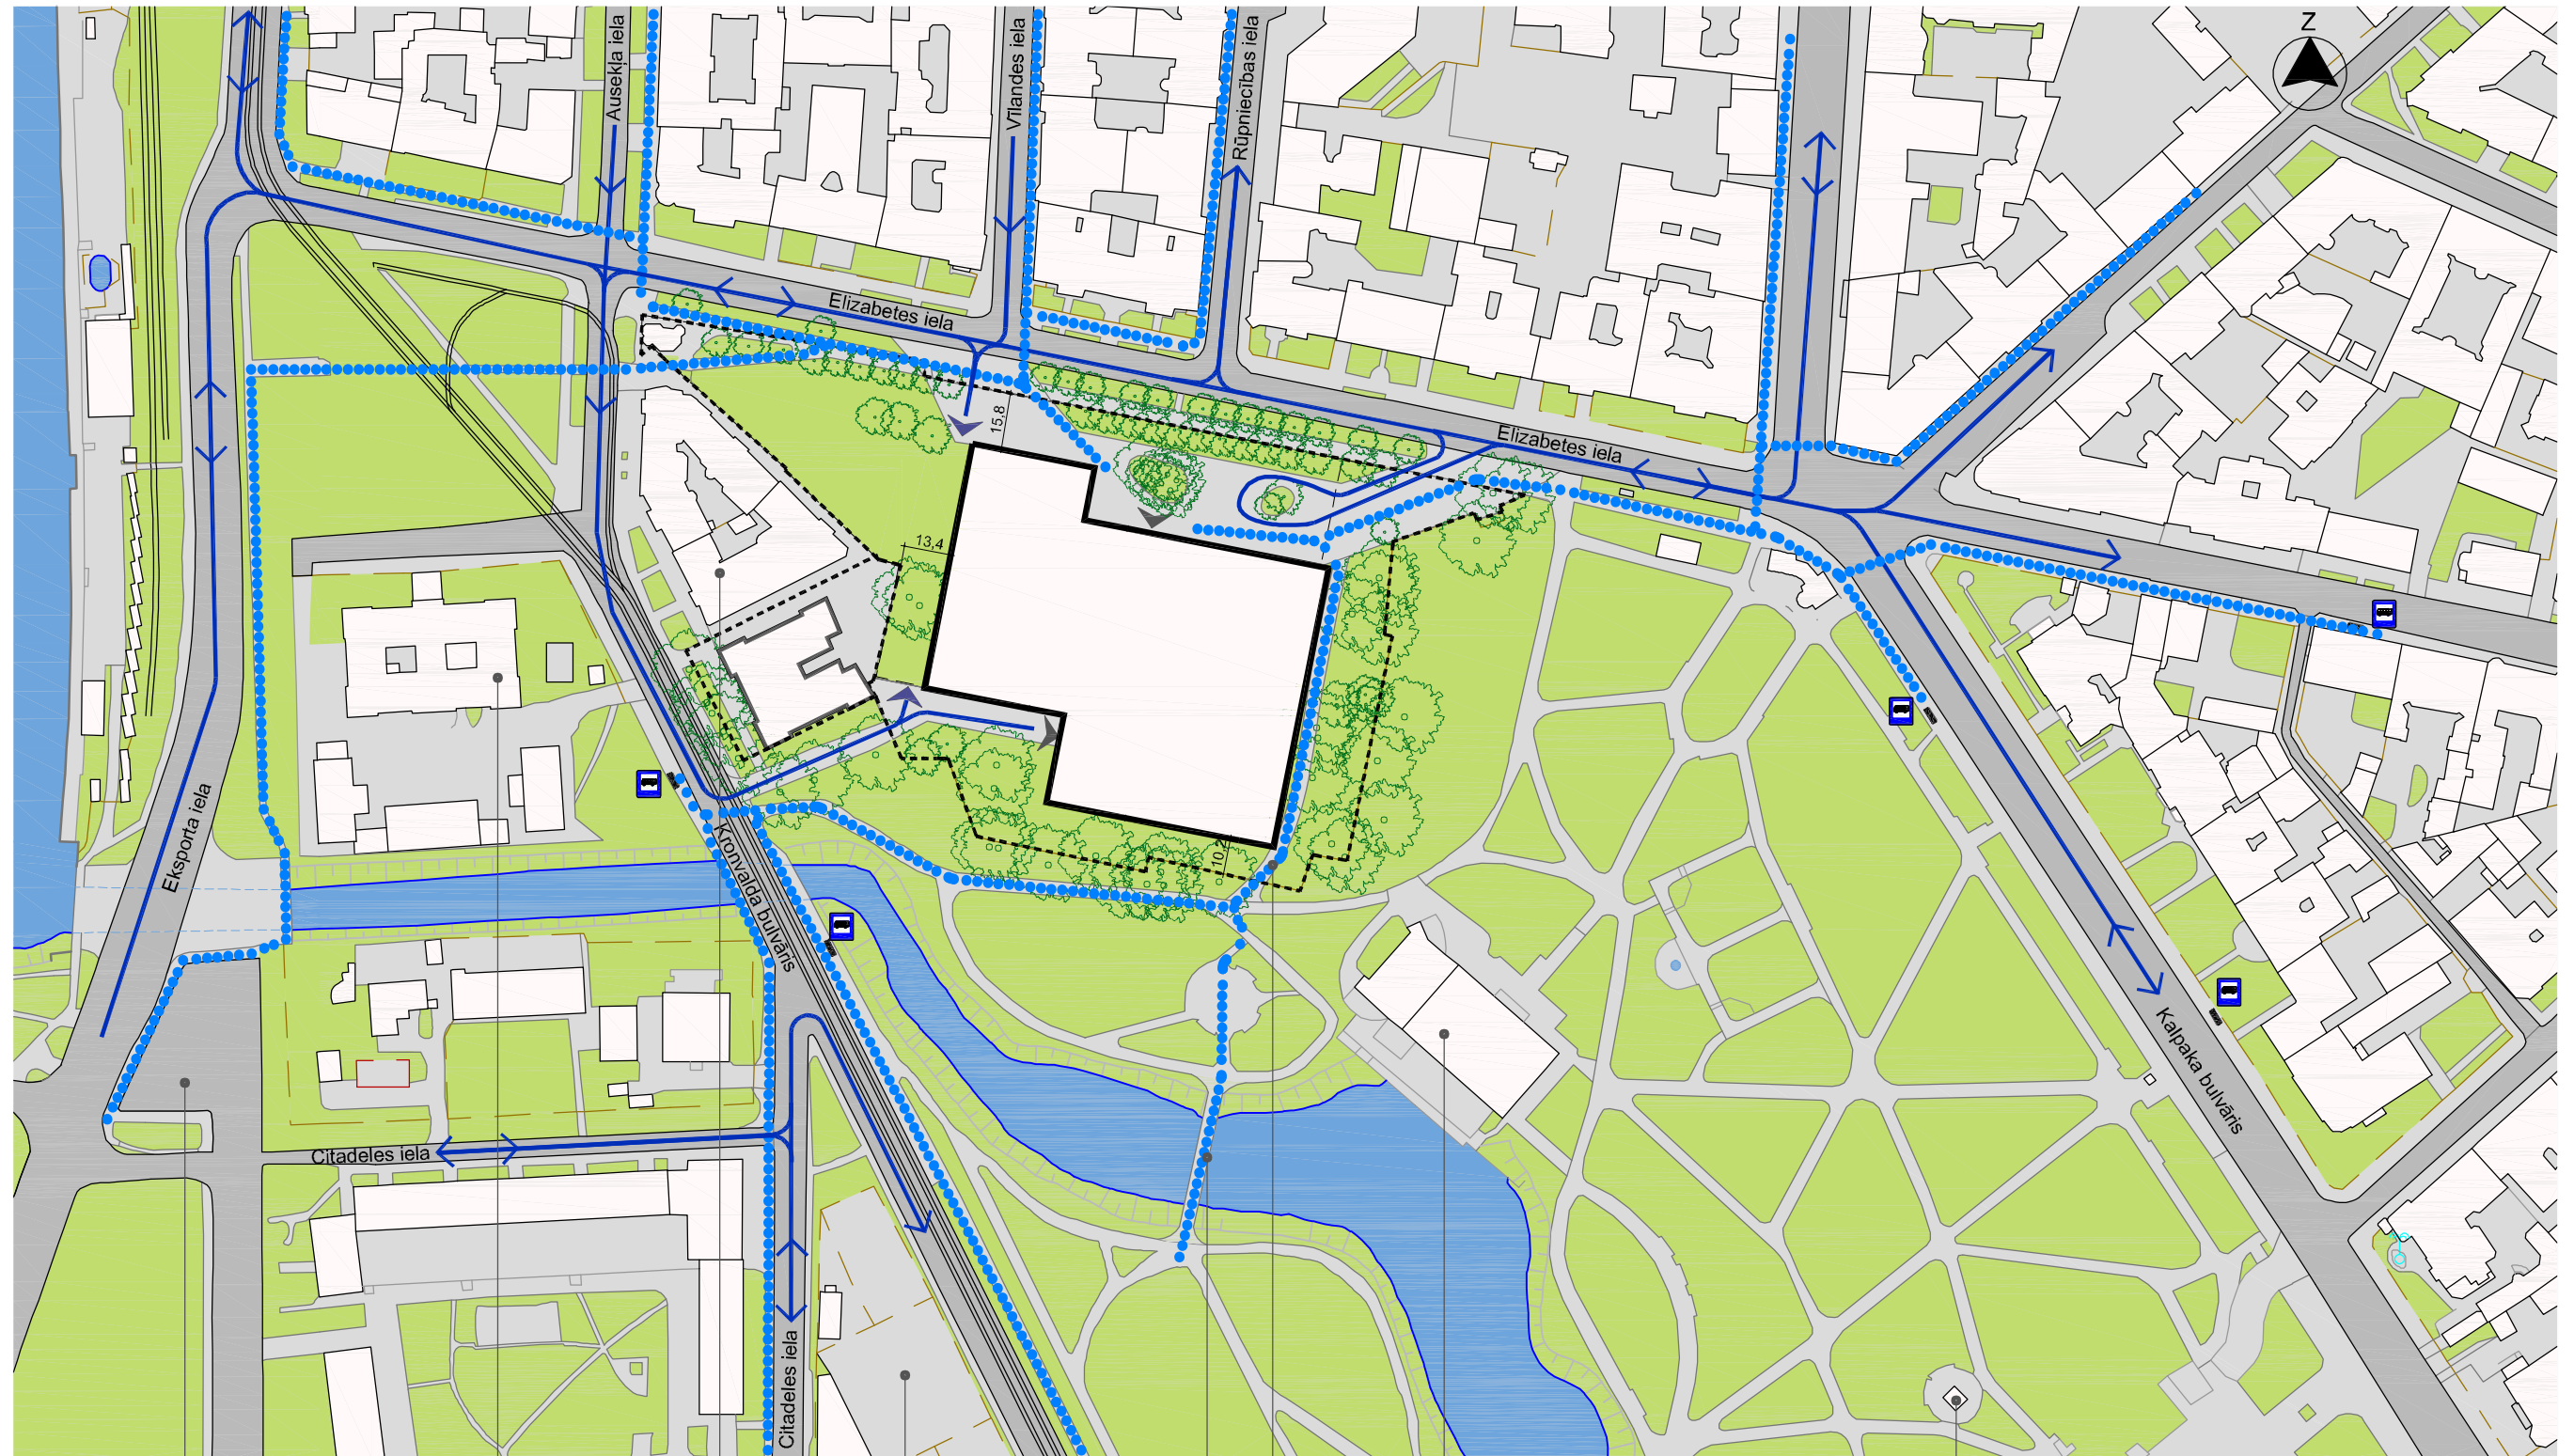 Z
Ausekļa iela
Vīlandes iela
Rūpniecības iela
Elizabetes iela
15,8
Elizabetes iela
13,4
Eksporta iela
Kronvalda bulvāris
10,2
Kalpaka bulvāris
Citadeles iela
Citadeles iela